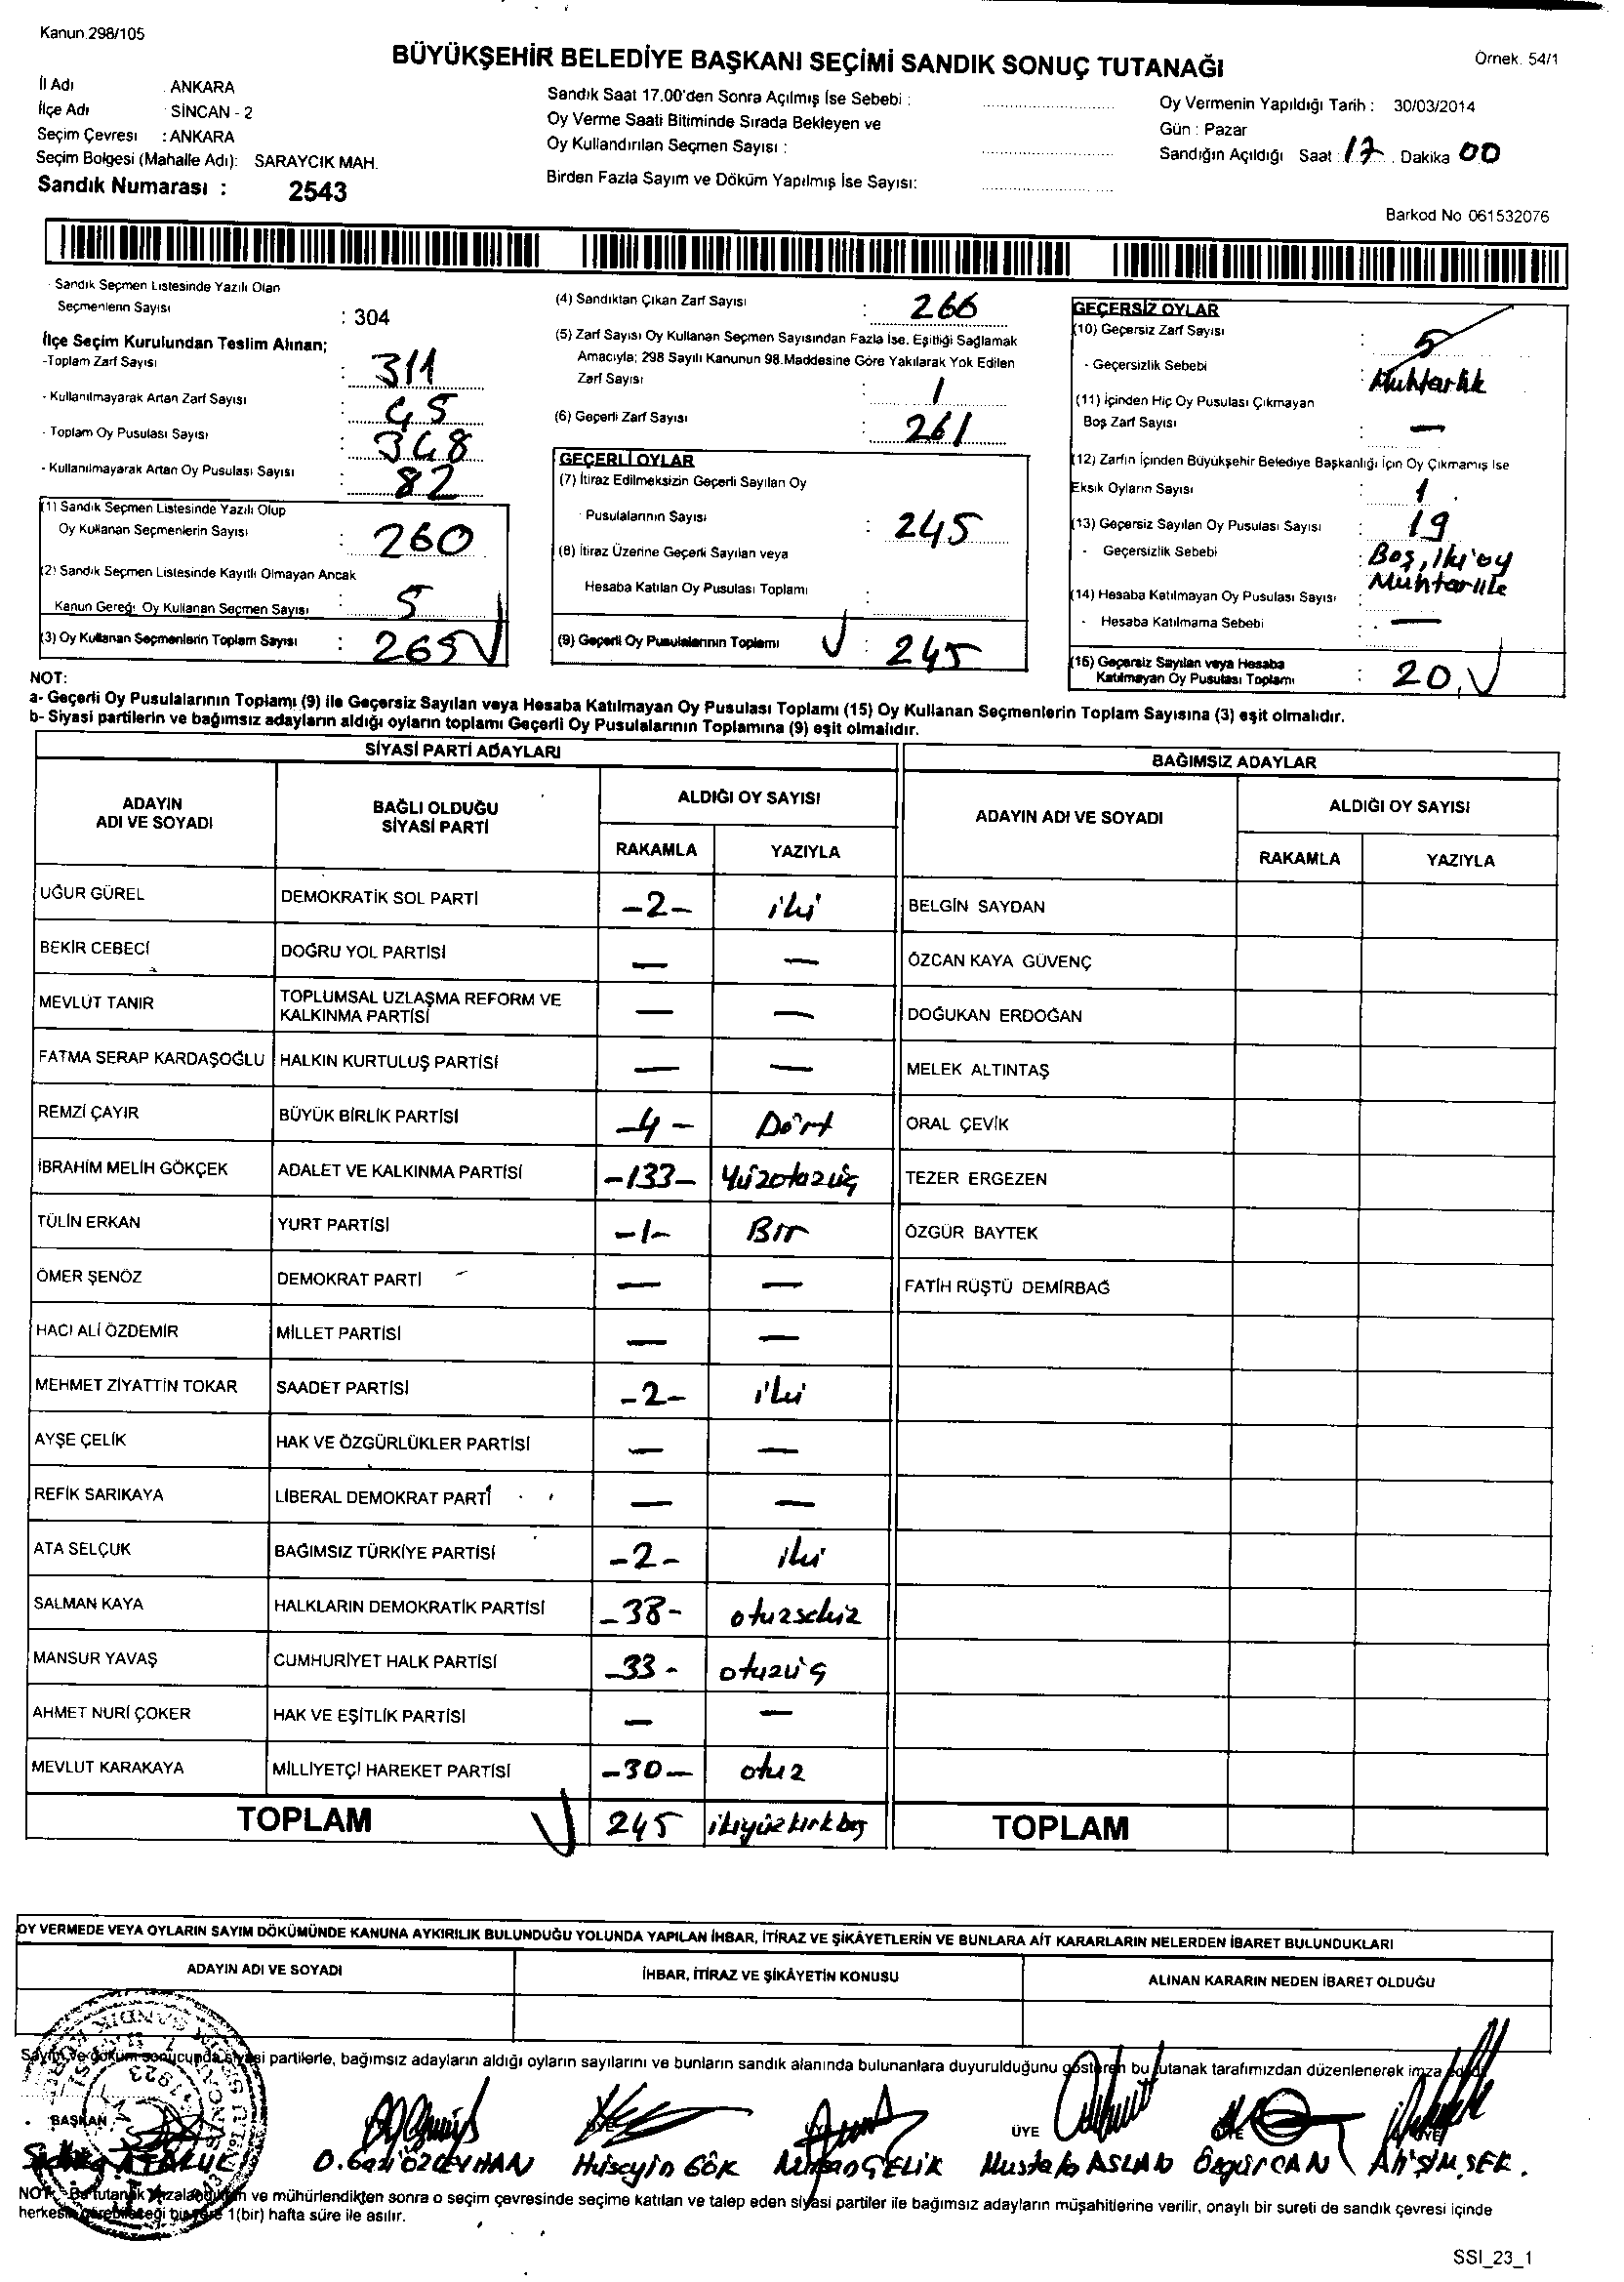 Kanun.298/105
BÜYÜKŞEHİR BELEDİYE BAŞKANI SEÇİMİ SANDIK SONUÇ TUTANAĞI
Örnek. 54/1
İl Adı : ANKARA
İlçe Adı : SİNCAN - 2
Seçim Çevresi : ANKARA
Seçim Bölgesi (Mahalle Adı): SARAYCIK MAH.
Sandık Numarası : 2543
Sandık Saat 17.00'den Sonra Açılmış İse Sebebi :
Oy Verme Saati Bitiminde Sırada Bekleyen ve
Oy Kullandırılan Seçmen Sayısı :
Birden Fazla Sayım ve Döküm Yapılmış İse Sayısı:
Oy Vermenin Yapıldığı Tarih : 30/03/2014
Gün : Pazar
Sandığın Açıldığı Saat : 17 Dakika 00
Barkod No 061532076
- Sandık Seçmen Listesinde Yazılı Olan
Seçmenlerin Sayısı : 304
İlçe Seçim Kurulundan Teslim Alınan;
-Toplam Zarf Sayısı : 311
- Kullanılmayarak Artan Zarf Sayısı : 45
- Toplam Oy Pusulası Sayısı : 348
- Kullanılmayarak Artan Oy Pusulası Sayısı : 82
(1) Sandık Seçmen Listesinde Yazılı Olup
Oy Kullanan Seçmenlerin Sayısı : 260
(2) Sandık Seçmen Listesinde Kayıtlı Olmayan Ancak
Kanun Gereği Oy Kullanan Seçmen Sayısı : 5
(3) Oy Kullanan Seçmenlerin Toplam Sayısı : 265
(4) Sandıktan Çıkan Zarf Sayısı : 266
(5) Zarf Sayısı Oy Kullanan Seçmen Sayısından Fazla İse. Eşitliği Sağlamak
Amacıyla; 298 Sayılı Kanunun 98.Maddesine Göre Yakılarak Yok Edilen
Zarf Sayısı : 1
(6) Geçerli Zarf Sayısı : 261
GEÇERLİ OYLAR
(7) İtiraz Edilmeksizin Geçerli Sayılan Oy
Pusulalarının Sayısı : 245
(8) İtiraz Üzerine Geçerli Sayılan veya
Hesaba Katılan Oy Pusulası Toplamı :
(9) Geçerli Oy Pusulalarının Toplamı : 245
GEÇERSİZ OYLAR
(10) Geçersiz Zarf Sayısı 5
- Geçersizlik Sebebi : Muhtarlık
(11) İçinden Hiç Oy Pusulası Çıkmayan
Boş Zarf Sayısı : —
(12) Zarfın İçinden Büyükşehir Belediye Başkanlığı İçin Oy Çıkmamış İse
Eksik Oyların Sayısı : 1
(13) Geçersiz Sayılan Oy Pusulası Sayısı : 19
- Geçersizlik Sebebi : Boş, İki oy
Muhtarlık
(14) Hesaba Katılmayan Oy Pusulası Sayısı :
- Hesaba Katılmama Sebebi : —
(15) Geçersiz Sayılan veya Hesaba
Katılmayan Oy Pusulası Toplamı : 20
NOT:
a- Geçerli Oy Pusulalarının Toplamı (9) ile Geçersiz Sayılan veya Hesaba Katılmayan Oy Pusulası Toplamı (15) Oy Kullanan Seçmenlerin Toplam Sayısına (3) eşit olmalıdır.
b- Siyasi partilerin ve bağımsız adayların aldığı oyların toplamı Geçerli Oy Pusulalarının Toplamına (9) eşit olmalıdır.
SİYASİ PARTİ ADAYLARI
ADAYIN ADI VE SOYADI
BAĞLI OLDUĞU SİYASİ PARTİ
ALDIĞI OY SAYISI
RAKAMLA YAZIYLA
UĞUR GÜREL DEMOKRATİK SOL PARTİ -2- iki
BEKİR CEBECİ DOĞRU YOL PARTİSİ — —
MEVLÜT TANIR TOPLUMSAL UZLAŞMA REFORM VE KALKINMA PARTİSİ — —
FATMA SERAP KARDAŞOĞLU HALKIN KURTULUŞ PARTİSİ — —
REMZİ ÇAYIR BÜYÜK BİRLİK PARTİSİ -4- Dört
İBRAHİM MELİH GÖKÇEK ADALET VE KALKINMA PARTİSİ -133- Yüzotuzüç
TÜLİN ERKAN YURT PARTİSİ -1- Bir
ÖMER ŞENÖZ DEMOKRAT PARTİ — —
HACI ALİ ÖZDEMİR MİLLET PARTİSİ — —
MEHMET ZİYATTİN TOKAR SAADET PARTİSİ -2- iki
AYŞE ÇELİK HAK VE ÖZGÜRLÜKLER PARTİSİ — —
REFİK SARIKAYA LİBERAL DEMOKRAT PARTİ — —
ATA SELÇUK BAĞIMSIZ TÜRKİYE PARTİSİ -2- iki
SALMAN KAYA HALKLARIN DEMOKRATİK PARTİSİ -38- otuzsekiz
MANSUR YAVAŞ CUMHURİYET HALK PARTİSİ -33- otuzüç
AHMET NURİ ÇOKER HAK VE EŞİTLİK PARTİSİ — —
MEVLUT KARAKAYA MİLLİYETÇİ HAREKET PARTİSİ -30- otuz
TOPLAM 245 ikiyüzkırkbeş
BAĞIMSIZ ADAYLAR
ADAYIN ADI VE SOYADI
ALDIĞI OY SAYISI
RAKAMLA YAZIYLA
BELGİN SAYDAN
ÖZCAN KAYA GÜVENÇ
DOĞUKAN ERDOĞAN
MELEK ALTINTAŞ
ORAL ÇEVİK
TEZER ERGEZEN
ÖZGÜR BAYTEK
FATİH RÜŞTÜ DEMİRBAĞ
TOPLAM
OY VERMEDE VEYA OYLARIN SAYIM DÖKÜMÜNDE KANUNA AYKIRILIK BULUNDUĞU YOLUNDA YAPILAN İHBAR, İTİRAZ VE ŞİKÂYETLERİN VE BUNLARA AİT KARARLARIN NELERDEN İBARET BULUNDUKLARI
ADAYIN ADI VE SOYADI
İHBAR, İTİRAZ VE ŞİKÂYETİN KONUSU
ALINAN KARARIN NEDEN İBARET OLDUĞU
Sayım ve döküm sonucunda siyasi partilerle, bağımsız adayların aldığı oyların sayılarını ve bunların sandık alanında bulunanlara duyurulduğunu gösteren bu tutanak tarafımızdan düzenlenerek imza edildi
BAŞKAN ÜYE
O. Gazi ÖZCEYHAN Hüseyin GÖK ÇELİK Mustafa ASLAN Özgür CAN Ali ŞİMŞEK.
NOT: Bu tutanak imzalandıktan ve mühürlendikten sonra o seçim çevresinde seçime katılan ve talep eden siyasi partiler ile bağımsız adayların müşahitlerine verilir, onaylı bir sureti de sandık çevresi içinde
herkesin görebileceği bir yere 1(bir) hafta süre ile asılır.
SSI_23_1